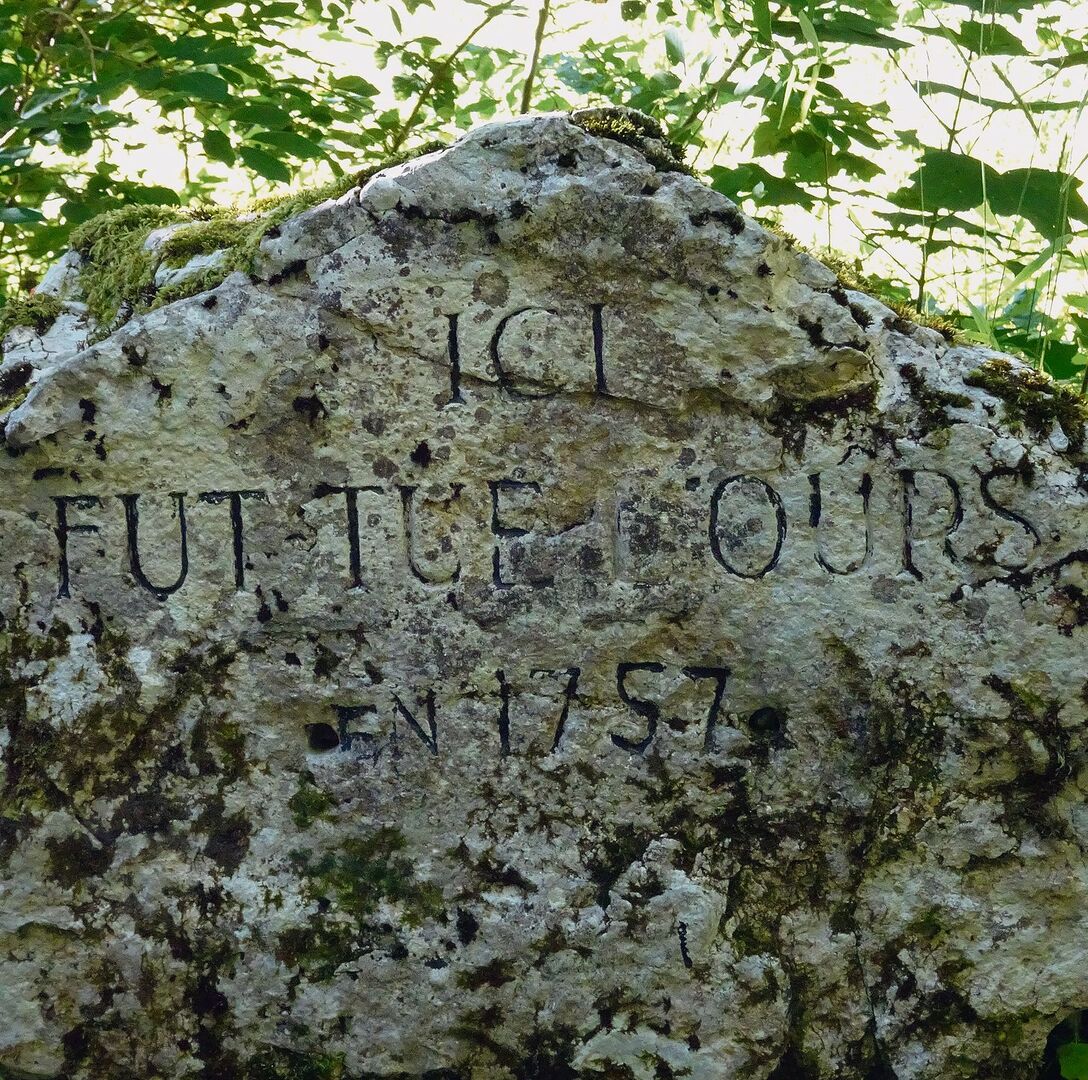 ICI
FUT TUE L'OURS
EN 1757.